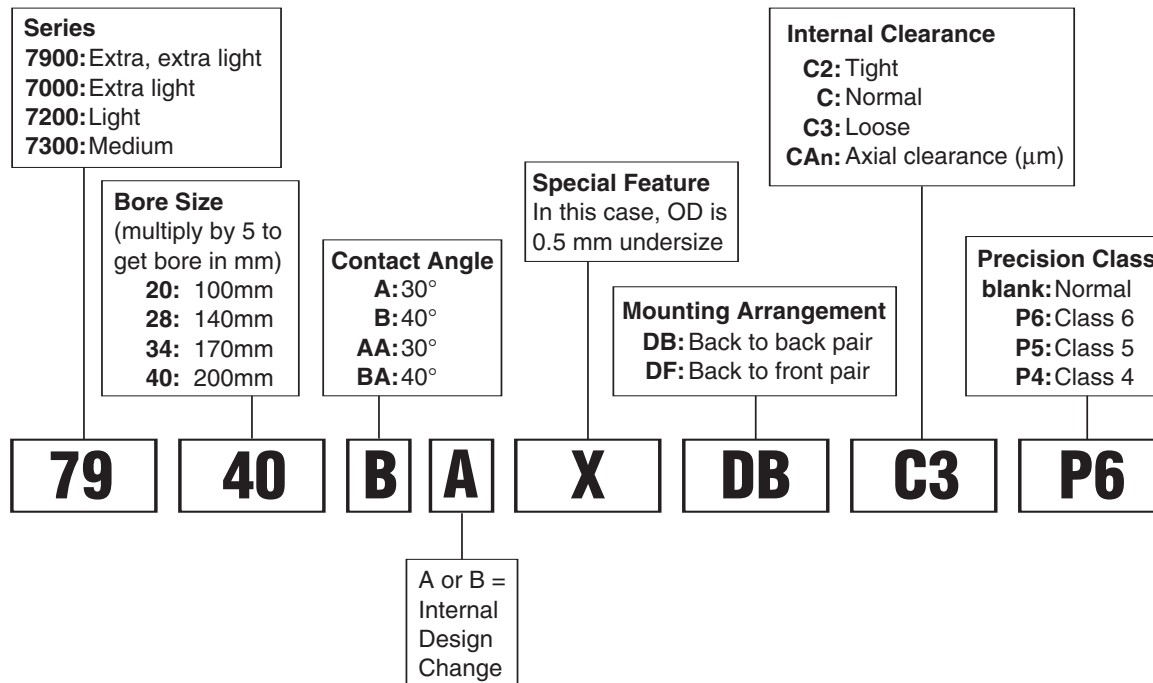 Series
7900: Extra, extra light
7000: Extra light
7200: Light
7300: Medium
Bore Size
(multiply by 5 to
get bore in mm)
20: 100mm
28: 140mm
34: 170mm
40: 200mm
Contact Angle
A: 30°
B: 40°
AA: 30°
BA: 40°
Special Feature
In this case, OD is
0.5 mm undersize
Mounting Arrangement
DB: Back to back pair
DF: Back to front pair
Internal Clearance
C2: Tight
C: Normal
C3: Loose
CAn: Axial clearance (μm)
Precision Class
blank: Normal
P6: Class 6
P5: Class 5
P4: Class 4
79 40 B A X DB C3 P6
A or B =
Internal
Design
Change